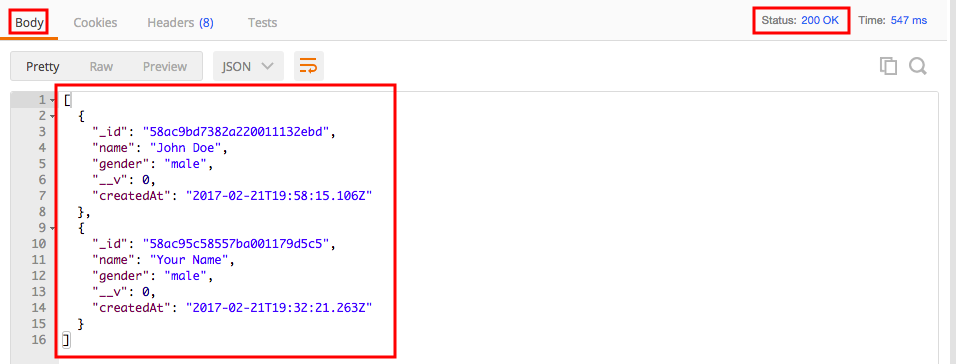 Body Cookies Headers (8) Tests Status: 200 OK Time: 547 ms
Pretty Raw Preview JSON
1 [
2 {
3 "_id": "58ac9bd7382a220011132ebd",
4 "name": "John Doe",
5 "gender": "male",
6 "__v": 0,
7 "createdAt": "2017-02-21T19:58:15.106Z"
8 },
9 {
10 "_id": "58ac95c58557ba001179d5c5",
11 "name": "Your Name",
12 "gender": "male",
13 "__v": 0,
14 "createdAt": "2017-02-21T19:32:21.263Z"
15 }
16 ]